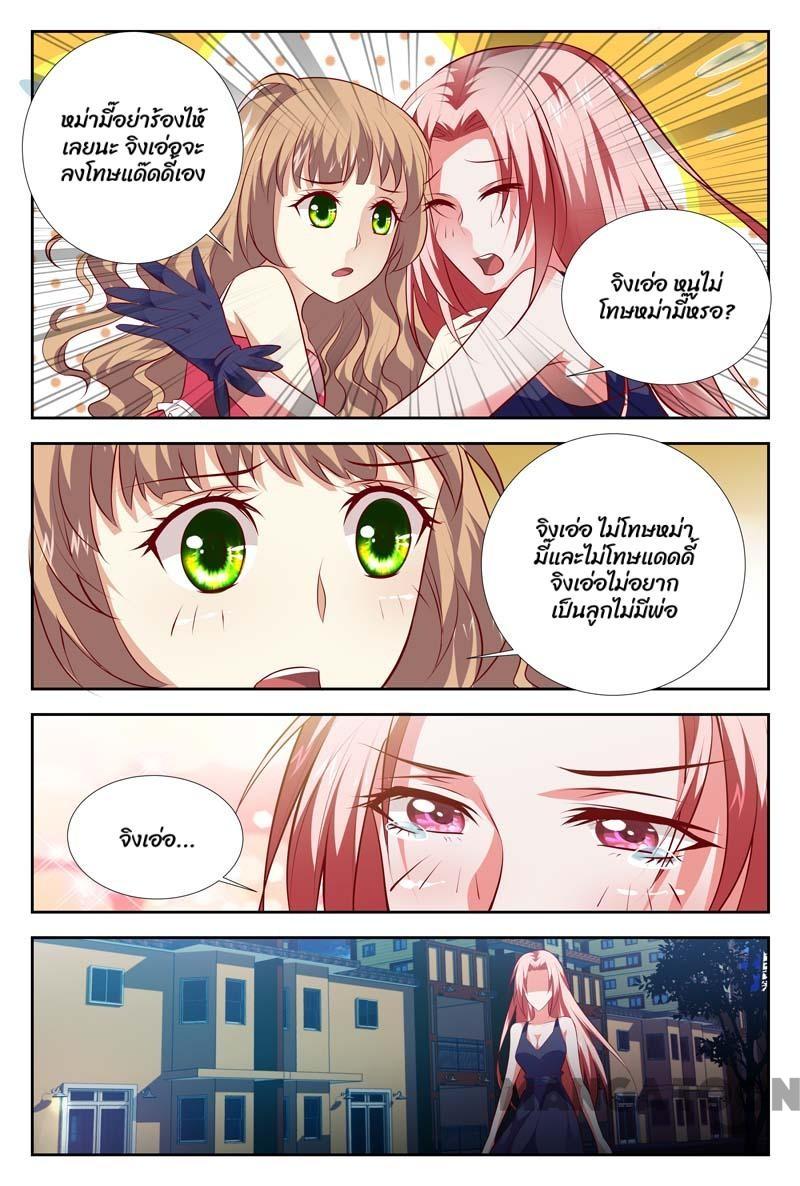 หม่ามี๊อย่าร้องไห้
เลยนะ จิงเอ่อจะ
ลงโทษแด๊ดดี้เอง
จิงเอ่อ หนูไม่
โทษหม่ามี๊หรอ?
จิงเอ่อ ไม่โทษหม่า
มี๊และไม่โทษแดดดี้
จิงเอ่อไม่อยาก
เป็นลูกไม่มีพ่อ
จิงเอ่อ...
MANGATOON